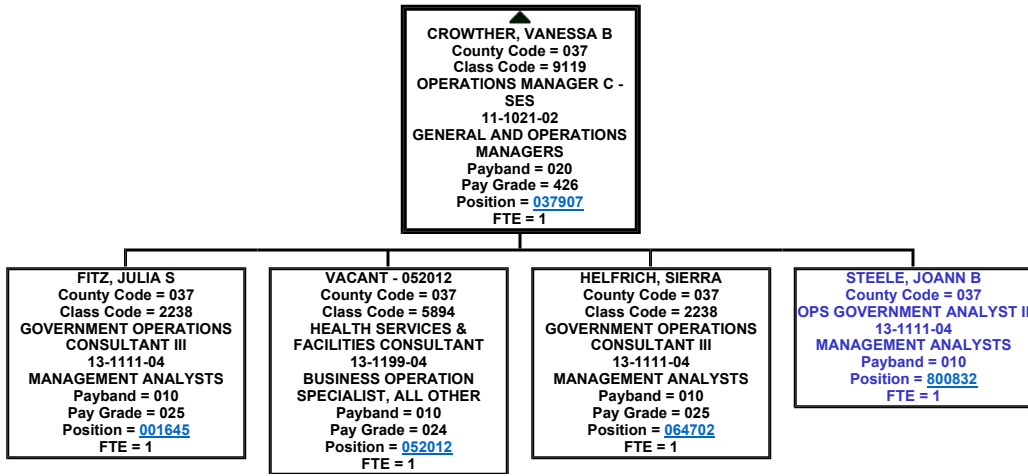 CROWTHER, VANESSA B
County Code = 037
Class Code = 9119
OPERATIONS MANAGER C -
SES
11-1021-02
GENERAL AND OPERATIONS
MANAGERS
Payband = 020
Pay Grade = 426
Position = 037907
FTE = 1
FITZ, JULIA S
County Code = 037
Class Code = 2238
GOVERNMENT OPERATIONS
CONSULTANT III
13-1111-04
MANAGEMENT ANALYSTS
Payband = 010
Pay Grade = 025
Position = 001645
FTE = 1
VACANT - 052012
County Code = 037
Class Code = 5894
HEALTH SERVICES &
FACILITIES CONSULTANT
13-1199-04
BUSINESS OPERATION
SPECIALIST, ALL OTHER
Payband = 010
Pay Grade = 024
Position = 052012
FTE = 1
HELFRICH, SIERRA
County Code = 037
Class Code = 2238
GOVERNMENT OPERATIONS
CONSULTANT III
13-1111-04
MANAGEMENT ANALYSTS
Payband = 010
Pay Grade = 025
Position = 064702
FTE = 1
STEELE, JOANN B
County Code = 037
OPS GOVERNMENT ANALYST II
13-1111-04
MANAGEMENT ANALYSTS
Payband = 010
Position = 800832
FTE = 1